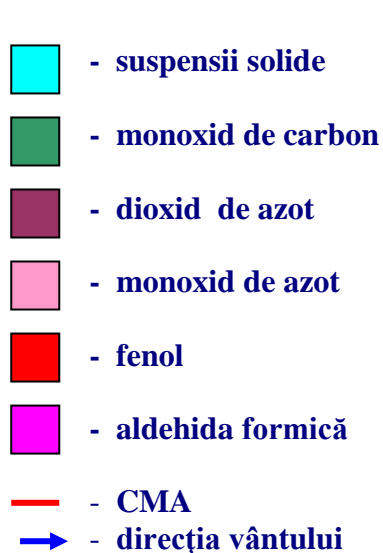 - suspensii solide
- monoxid de carbon
- dioxid de azot
- monoxid de azot
- fenol
- aldehida formică
- CMA
- direcția vântului